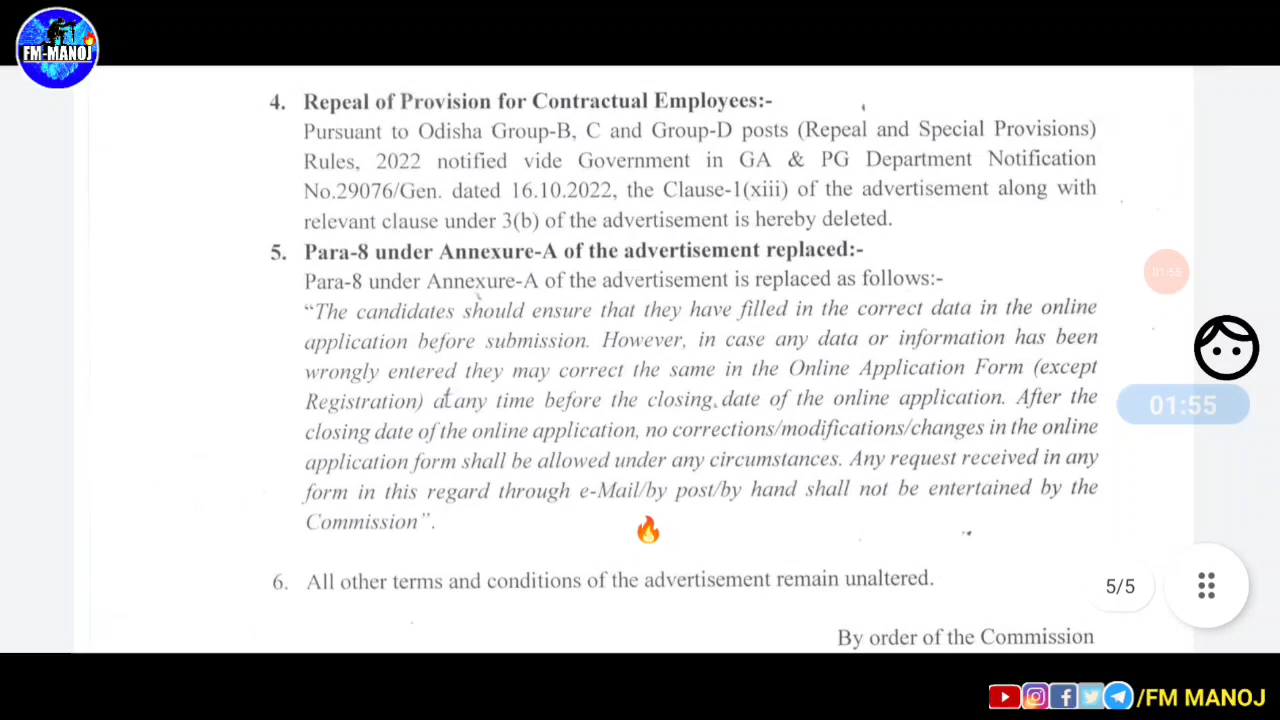 FM-MANOJ
4. Repeal of Provision for Contractual Employees:-
Pursuant to Odisha Group-B, C and Group-D posts (Repeal and Special Provisions)
Rules, 2022 notified vide Government in GA & PG Department Notification
No.29076/Gen. dated 16.10.2022, the Clause-1(xiii) of the advertisement along with
relevant clause under 3(b) of the advertisement is hereby deleted.
5. Para-8 under Annexure-A of the advertisement replaced:-
Para-8 under Annexure-A of the advertisement is replaced as follows:-
01:55
“The candidates should ensure that they have filled in the correct data in the online
application before submission. However, in case any data or information has been
wrongly entered they may correct the same in the Online Application Form (except
Registration) at any time before the closing date of the online application. After the
01:55
closing date of the online application, no corrections/modifications/changes in the online
application form shall be allowed under any circumstances. Any request received in any
form in this regard through e-Mail/by post/by hand shall not be entertained by the
Commission”.
6. All other terms and conditions of the advertisement remain unaltered.
5/5
By order of the Commission
/FM MANOJ